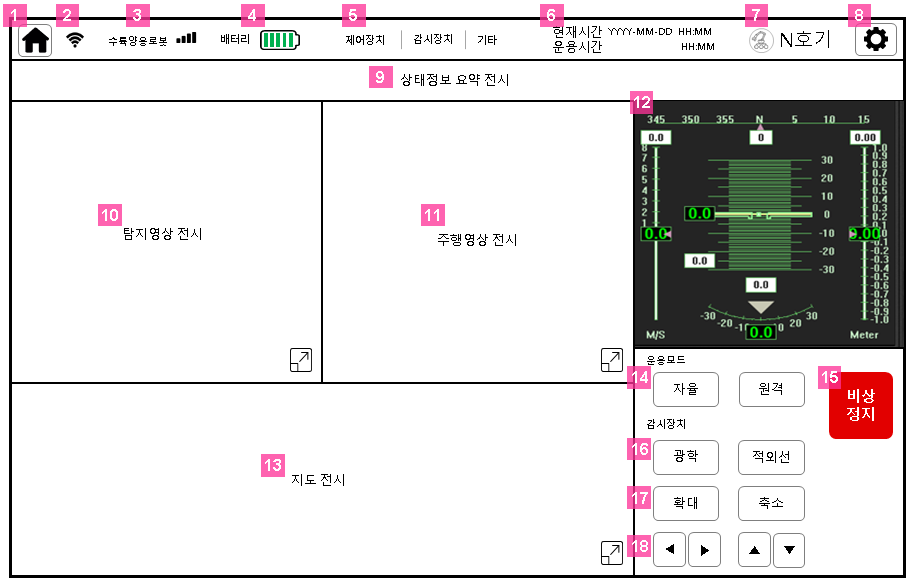 1 2 3 4 5 6 7 8
수륙양용로봇 배터리 제어장치 감시장치 기타
현재시간 YYYY-MM-DD HH:MM
운용시간 HH:MM
N호기
9 상태정보 요약 전시
10
탐지영상 전시
11
주행영상 전시
12
345 350 355 N 5 10 15
0.0 0 0.00
8
7
6
5
4
3
2
1
0.0
M/S
30
20
10
0
-10
-20
-30
0.0
0.0
0.0
-30 -20 -10 0.0 10 20 30
1.0
0.9
0.8
0.7
0.6
0.5
0.4
0.3
0.2
0.1
0.00
-0.1
-0.2
-0.3
-0.4
-0.5
-0.6
-0.7
-0.8
-0.9
-1.0
Meter
13
지도 전시
운용모드
14 자율 원격
15
비상
정지
감시장치
16 광학 적외선
17 확대 축소
18